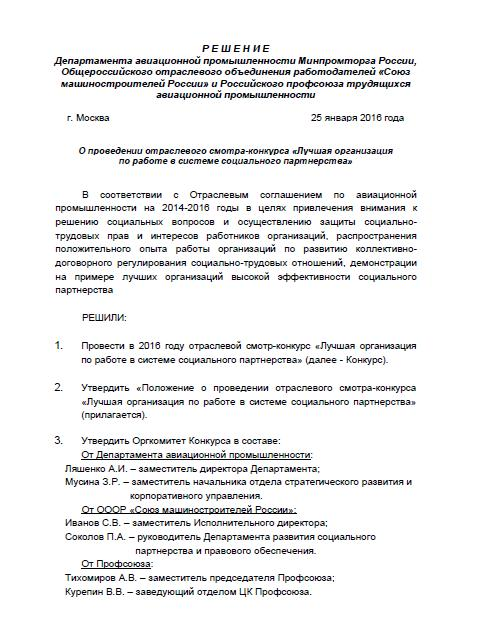 Р Е Ш Е Н И Е
Департамента авиационной промышленности Минпромторга России,
Общероссийского отраслевого объединения работодателей «Союз
машиностроителей России» и Российского профсоюза трудящихся
авиационной промышленности
г. Москва 25 января 2016 года
О проведении отраслевого смотра-конкурса «Лучшая организация
по работе в системе социального партнерства»
В соответствии с Отраслевым соглашением по авиационной
промышленности на 2014-2016 годы в целях привлечения внимания к
решению социальных вопросов и осуществлению защиты социально-
трудовых прав и интересов работников организаций, распространения
положительного опыта работы организаций по развитию коллективно-
договорного регулирования социально-трудовых отношений, демонстрации
на примере лучших организаций высокой эффективности социального
партнерства
РЕШИЛИ:
1. Провести в 2016 году отраслевой смотр-конкурс «Лучшая организация
по работе в системе социального партнерства» (далее - Конкурс).
2. Утвердить «Положение о проведении отраслевого смотра-конкурса
«Лучшая организация по работе в системе социального партнерства»
(прилагается).
3. Утвердить Оргкомитет Конкурса в составе:
От Департамента авиационной промышленности:
Ляшенко А.И. – заместитель директора Департамента;
Мусина З.Р. – заместитель начальника отдела стратегического развития и
корпоративного управления.
От ОООР «Союз машиностроителей России»:
Иванов С.В. – заместитель Исполнительного директора;
Соколов П.А. – руководитель Департамента развития социального
партнерства и правового обеспечения.
От Профсоюза:
Тихомиров А.В. – заместитель председателя Профсоюза;
Курепин В.В. – заведующий отделом ЦК Профсоюза.